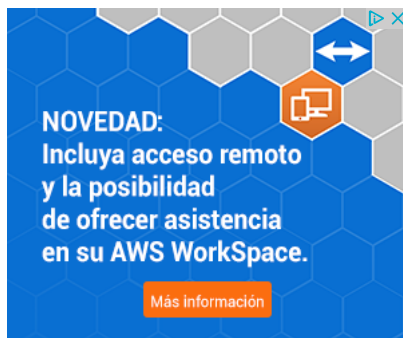 NOVEDAD:
Incluya acceso remoto
y la posibilidad
de ofrecer asistencia
en su AWS WorkSpace.
Más información